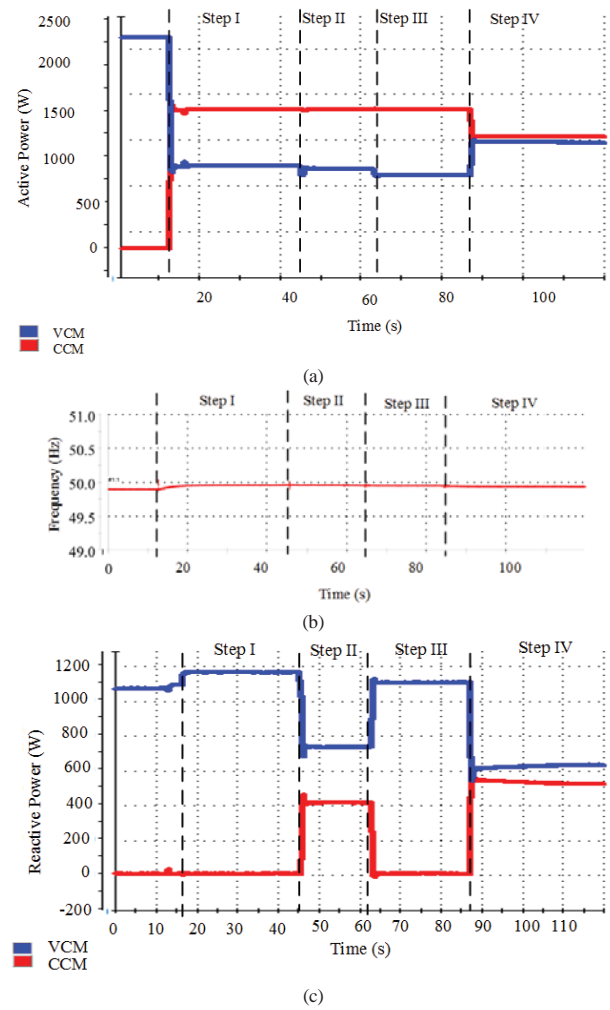 Step I Step II Step III Step IV
2500
2000
1500
1000
500
0
Active Power (W)
20 40 60 80 100
Time (s)
VCM
CCM
(a)
Step I Step II Step III Step IV
51.0
50.5
50.0
49.5
49.0
Frequency (Hz)
0 20 40 60 80 100
Time (s)
(b)
Step I Step II Step III Step IV
1200
1000
800
600
400
200
0
-200
Reactive Power (W)
0 10 20 30 40 50 60 70 80 90 100 110
Time (s)
VCM
CCM
(c)